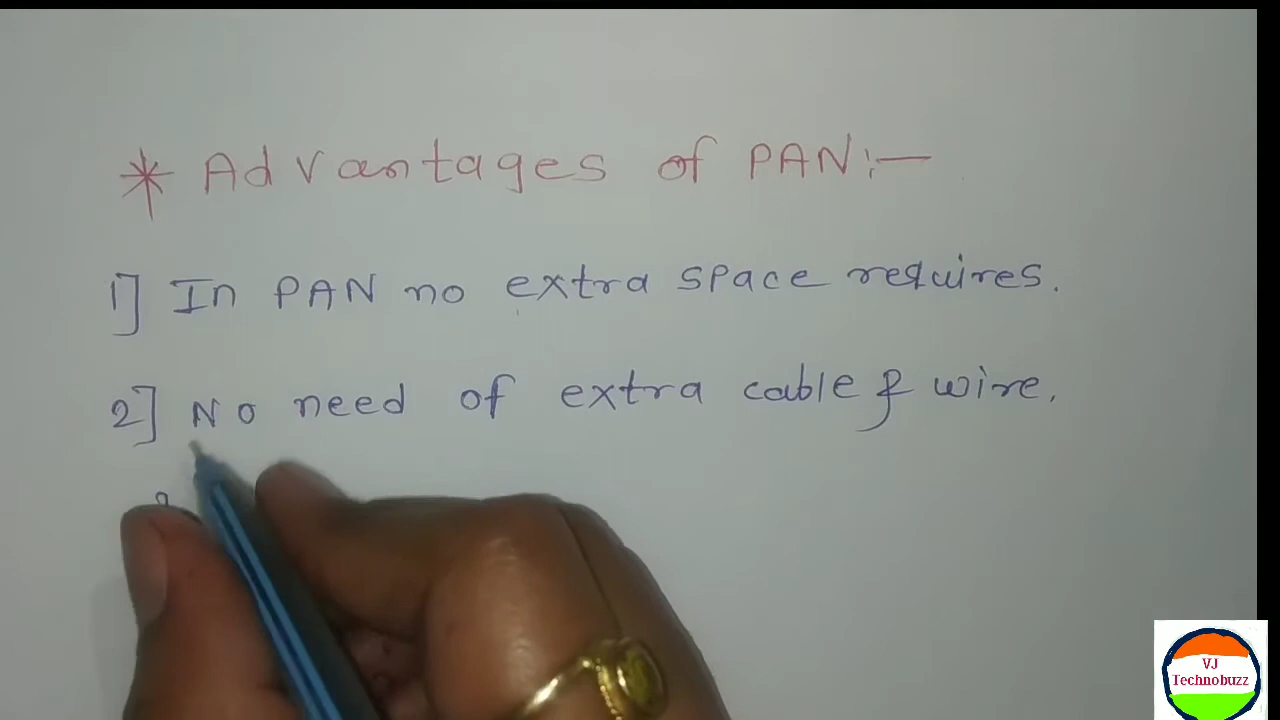 * Advantages of PAN:—
1] In PAN no extra space requires.
2] No need of extra cable & wire.
VJ
Technobuzz